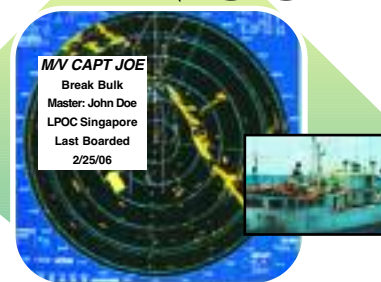 M/V CAPT JOE
Break Bulk
Master: John Doe
LPOC Singapore
Last Boarded
2/25/06